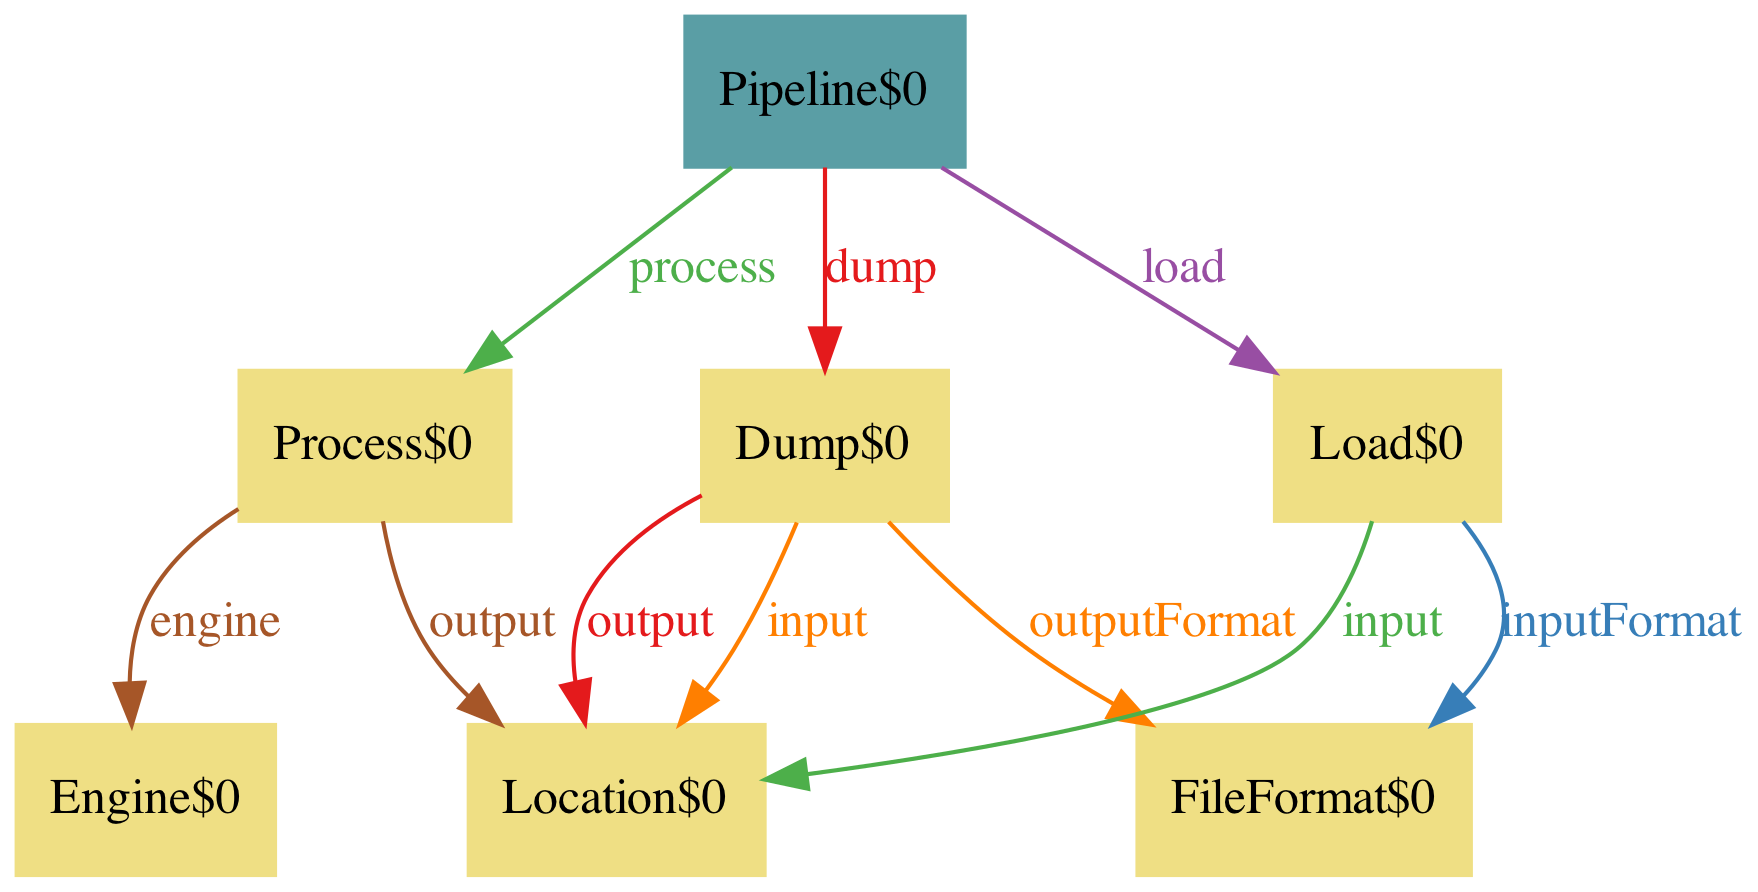 Pipeline$0
process
dump
load
Process$0
Dump$0
Load$0
engine
output
output
input
outputFormat
input
inputFormat
Engine$0
Location$0
FileFormat$0